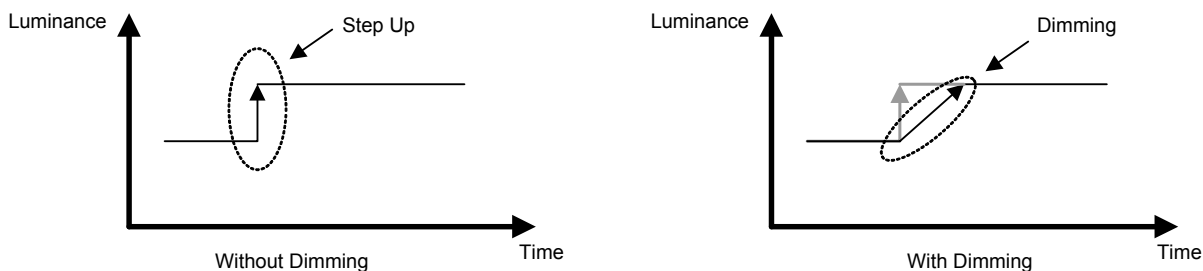 Luminance
Step Up
Time
Without Dimming
Luminance
Dimming
Time
With Dimming